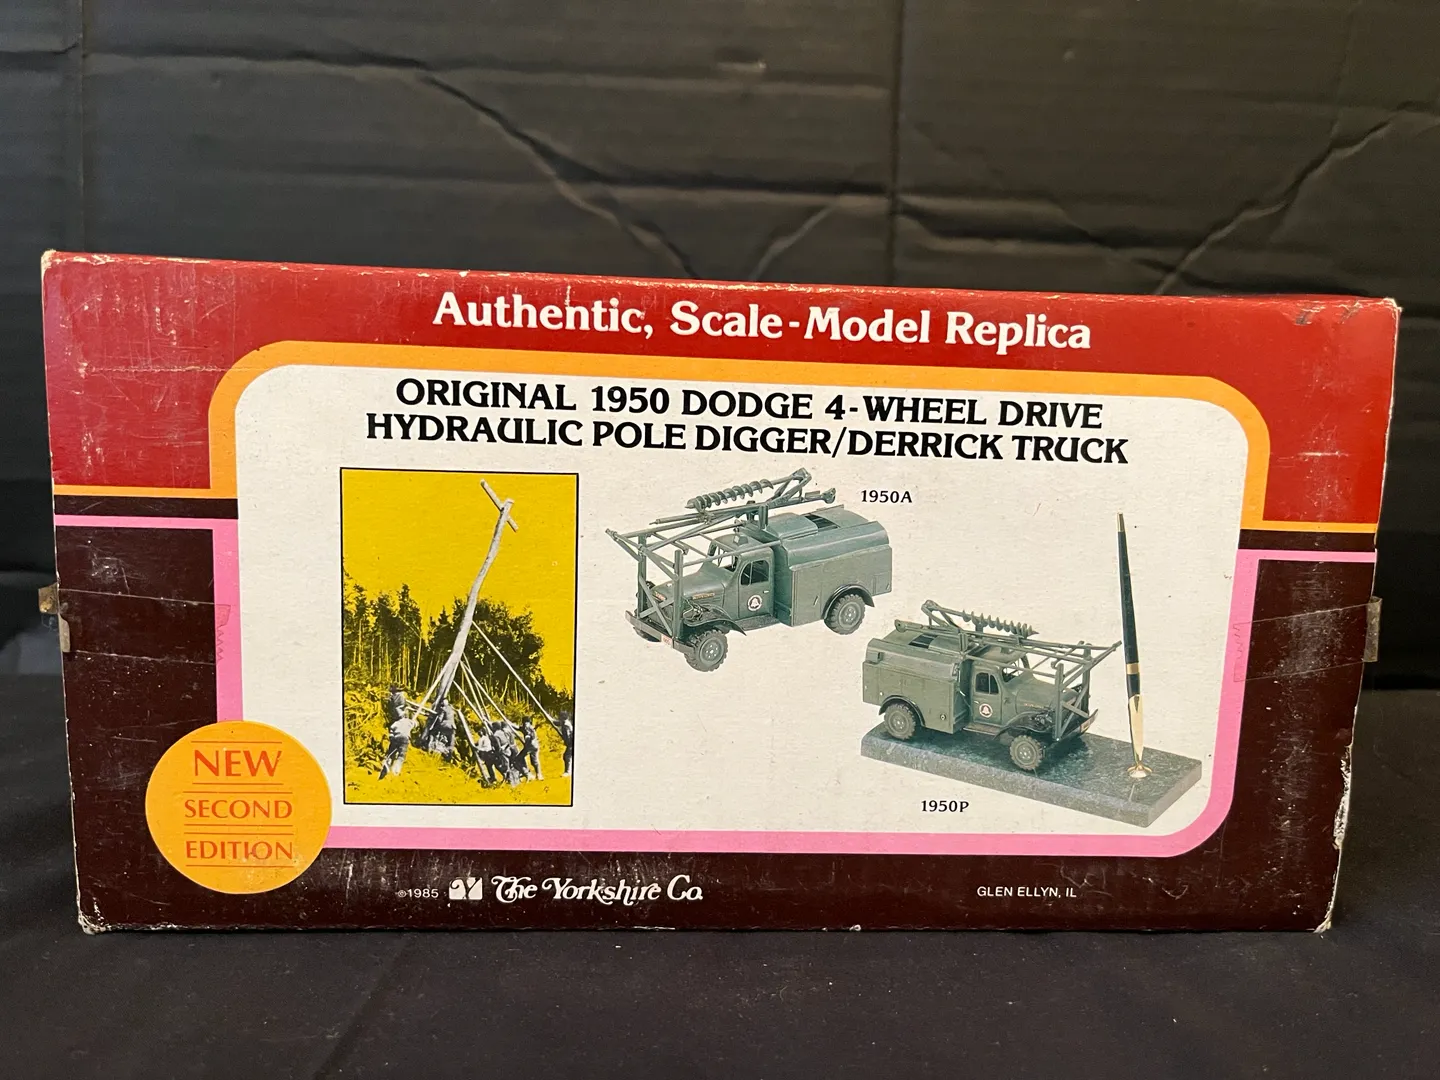 Authentic, Scale-Model Replica
ORIGINAL 1950 DODGE 4-WHEEL DRIVE
HYDRAULIC POLE DIGGER/DERRICK TRUCK
1950A
1950P
NEW
SECOND
EDITION
©1985 The Yorkshire Co.
GLEN ELLYN, IL